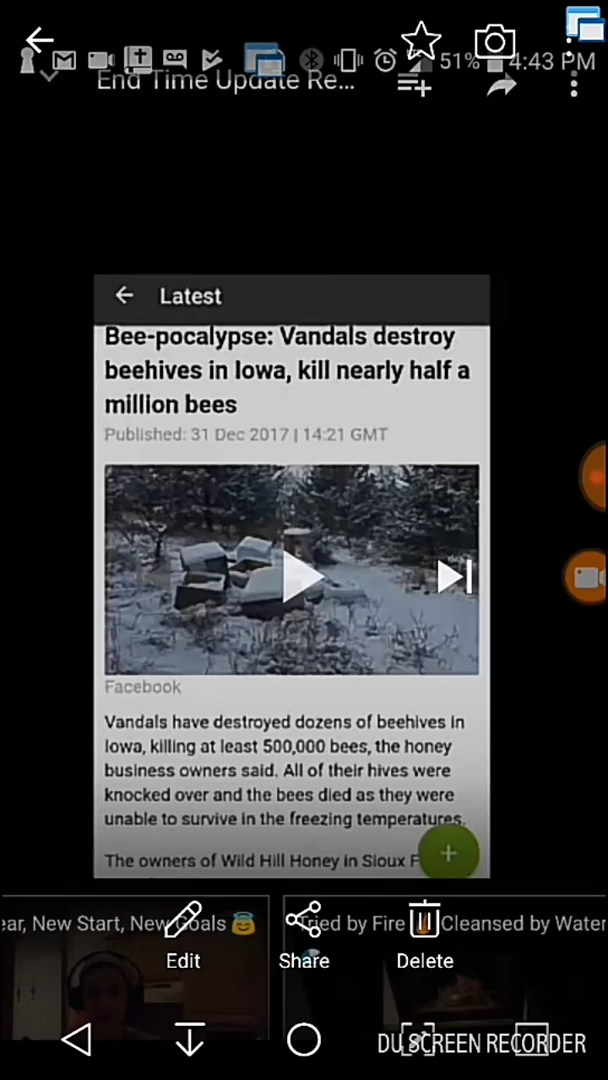 51% 4:43 PM
End Time Update Re...
Latest
Bee-pocalypse: Vandals destroy
beehives in Iowa, kill nearly half a
million bees
Published: 31 Dec 2017 | 14:21 GMT
Facebook
Vandals have destroyed dozens of beehives in
Iowa, killing at least 500,000 bees, the honey
business owners said. All of their hives were
knocked over and the bees died as they were
unable to survive in the freezing temperatures.
The owners of Wild Hill Honey in Sioux F
ear, New Start, New Goals 😇
Tried by Fire Cleansed by Water
Edit
Share
Delete
DU SCREEN RECORDER